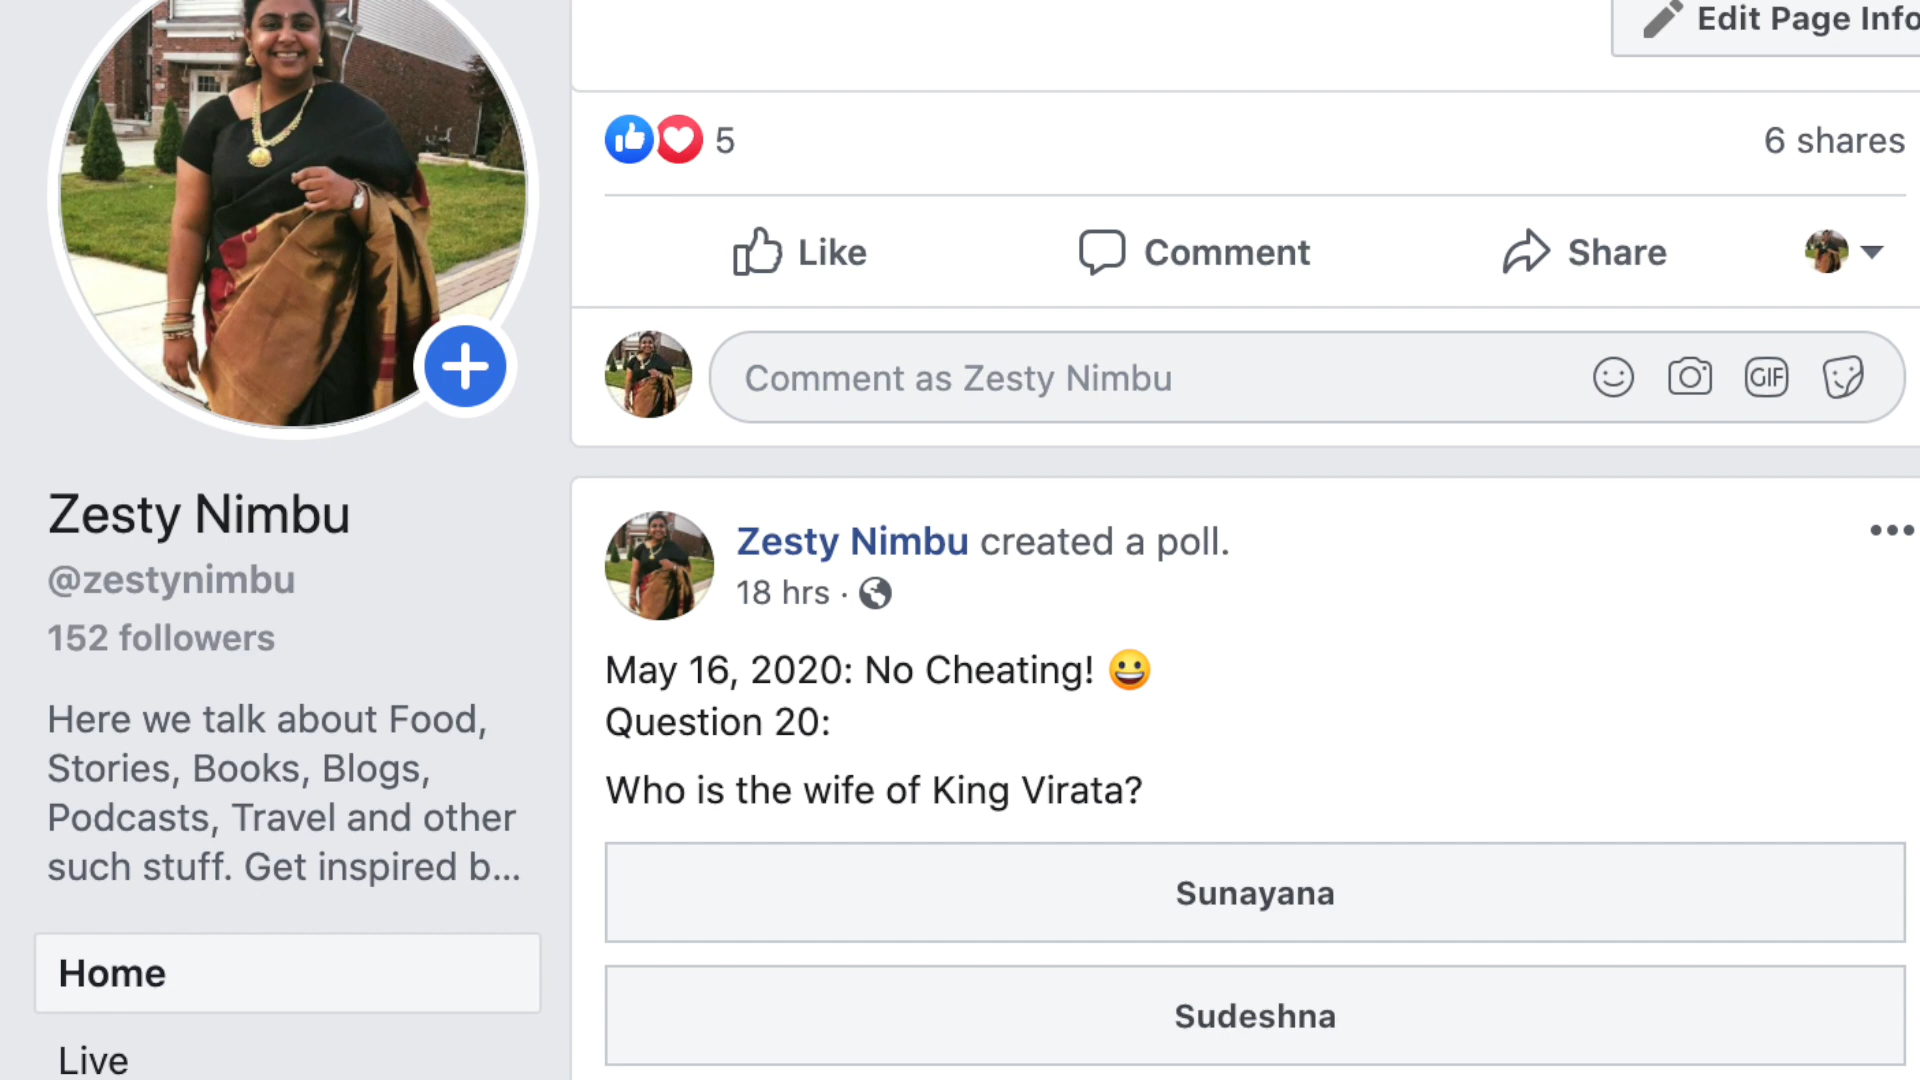 Edit Page Info
5
6 shares
Like
Comment
Share
Comment as Zesty Nimbu
GIF
Zesty Nimbu
@zestynimbu
152 followers
Here we talk about Food,
Stories, Books, Blogs,
Podcasts, Travel and other
such stuff. Get inspired b...
Home
Live
Zesty Nimbu created a poll.
18 hrs ·
May 16, 2020: No Cheating! 😀
Question 20:
Who is the wife of King Virata?
Sunayana
Sudeshna